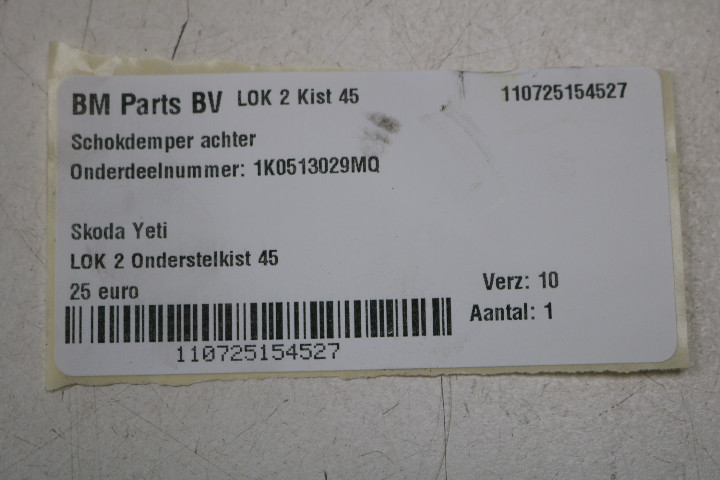 BM Parts BV LOK 2 Kist 45 110725154527
Schokdemper achter
Onderdeelnummer: 1K0513029MQ
Skoda Yeti
LOK 2 Onderstelkist 45
25 euro Verz: 10
Aantal: 1
110725154527